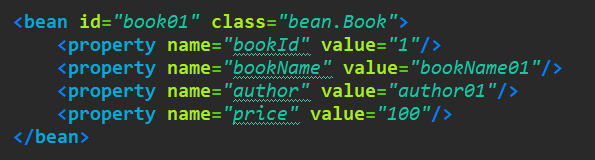 <bean id="book01" class="bean.Book">
    <property name="bookId" value="1"/>
    <property name="bookName" value="bookName01"/>
    <property name="author" value="author01"/>
    <property name="price" value="100"/>
</bean>